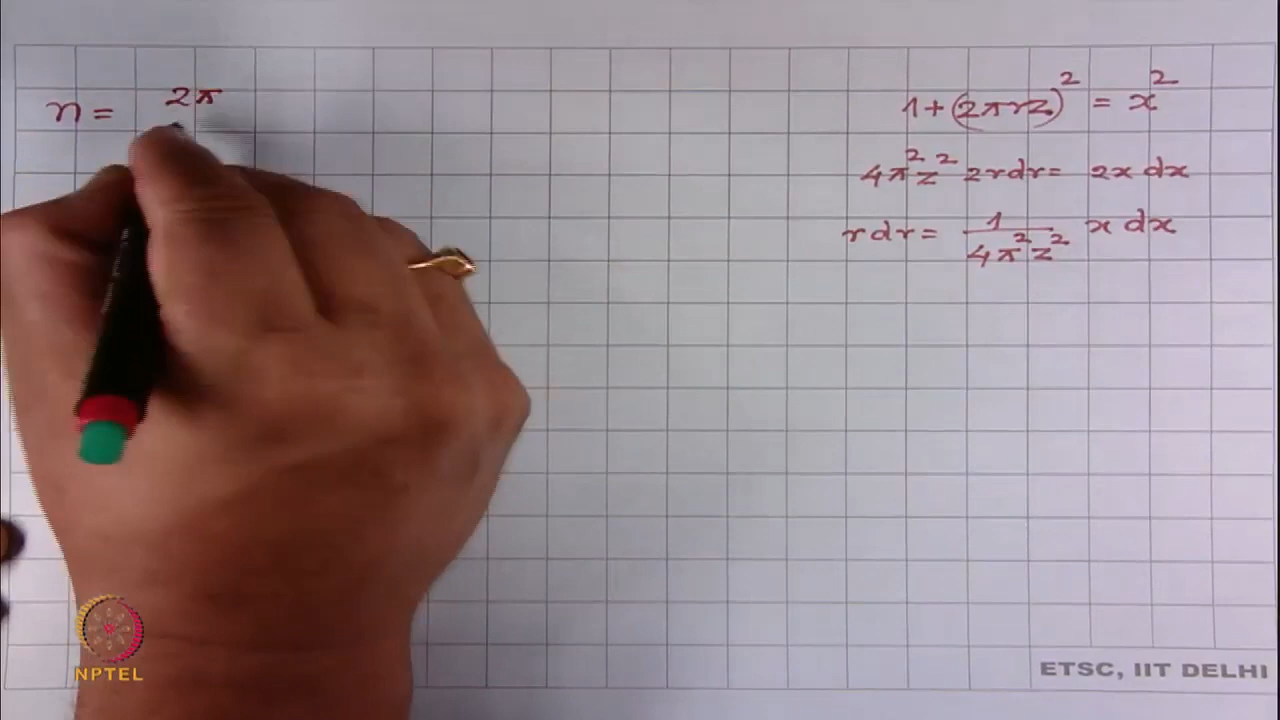 n = 2π
1 + (2πrz)² = x²
4π²z² 2rdr = 2x dx
rdr = 1/4π²z² x dx
NPTEL
ETSC, IIT DELHI